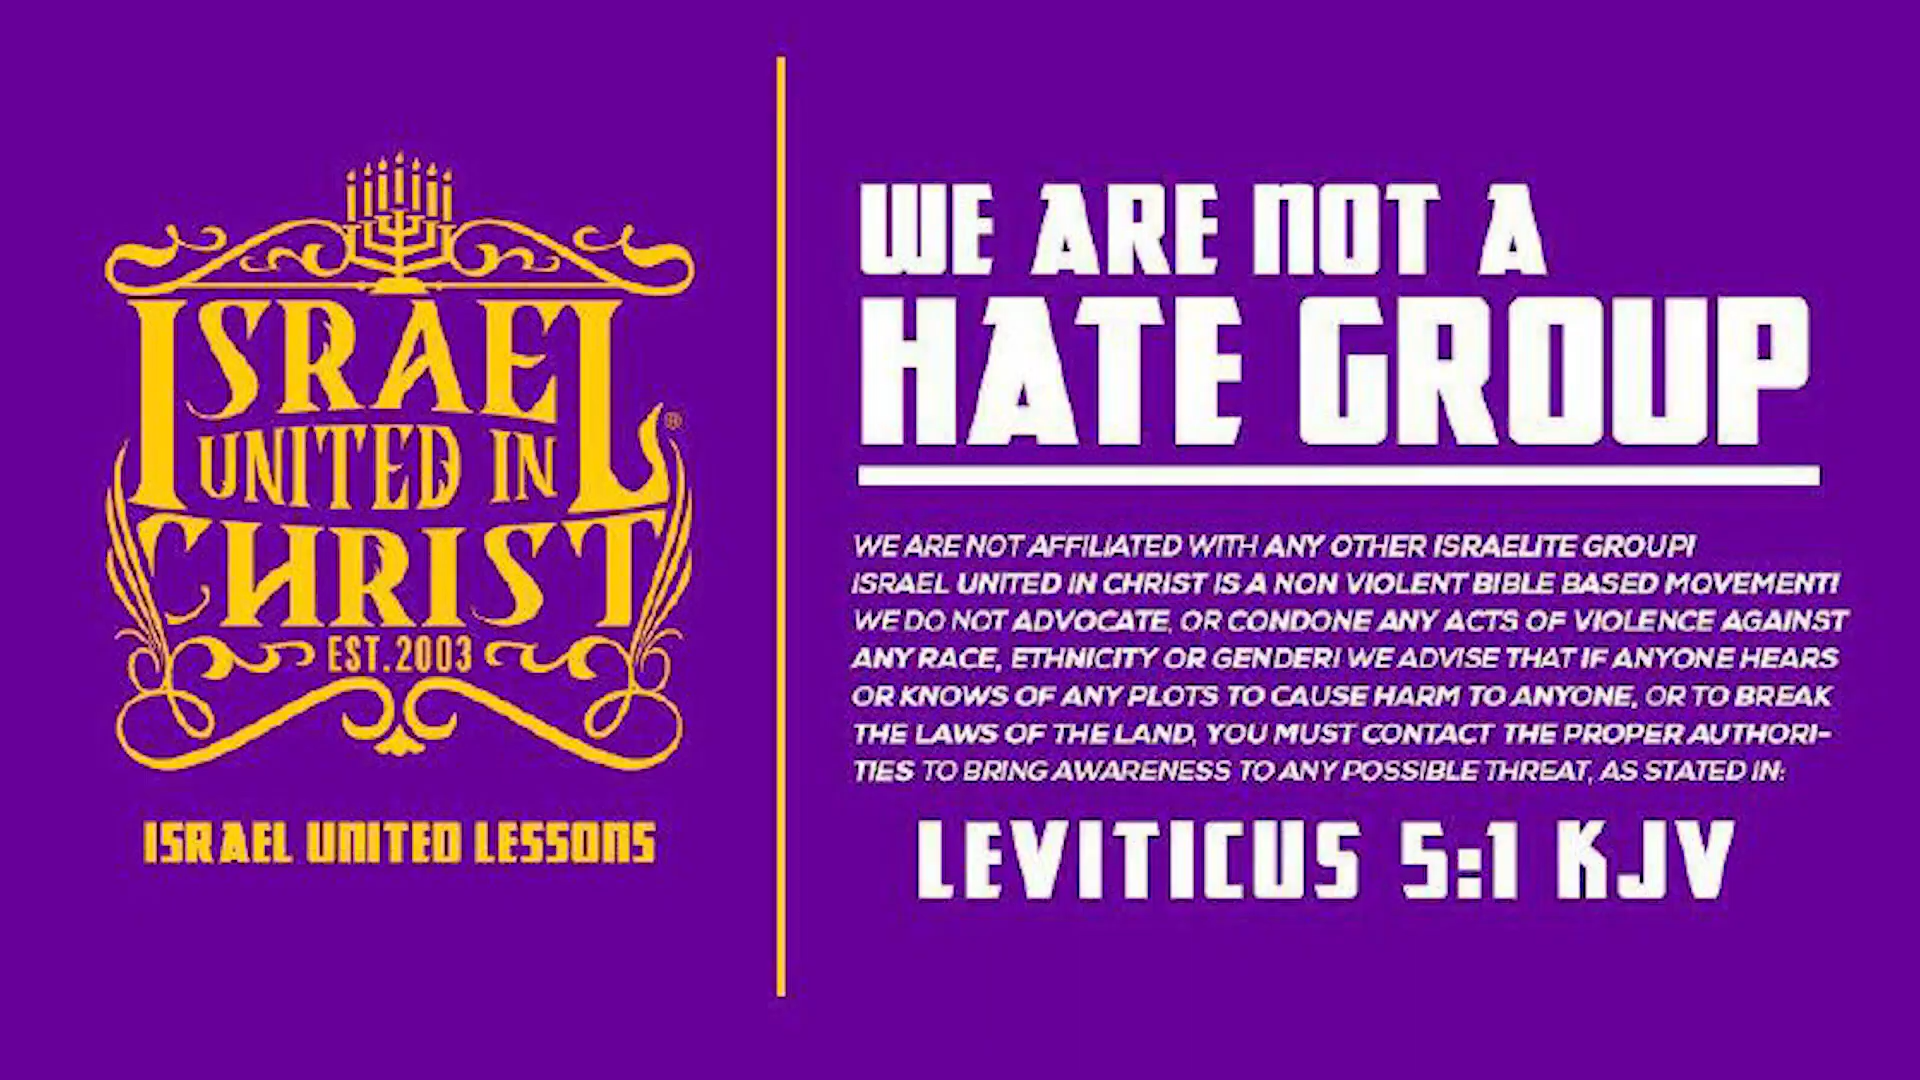 ISRAEL
UNITED IN
CHRIST
®
EST. 2003
ISRAEL UNITED LESSONS
WE ARE NOT A
HATE GROUP
WE ARE NOT AFFILIATED WITH ANY OTHER ISRAELITE GROUP!
ISRAEL UNITED IN CHRIST IS A NON VIOLENT BIBLE BASED MOVEMENT!
WE DO NOT ADVOCATE, OR CONDONE ANY ACTS OF VIOLENCE AGAINST
ANY RACE, ETHNICITY OR GENDER! WE ADVISE THAT IF ANYONE HEARS
OR KNOWS OF ANY PLOTS TO CAUSE HARM TO ANYONE, OR TO BREAK
THE LAWS OF THE LAND, YOU MUST CONTACT THE PROPER AUTHORI-
TIES TO BRING AWARENESS TO ANY POSSIBLE THREAT, AS STATED IN:
LEVITICUS 5:1 KJV